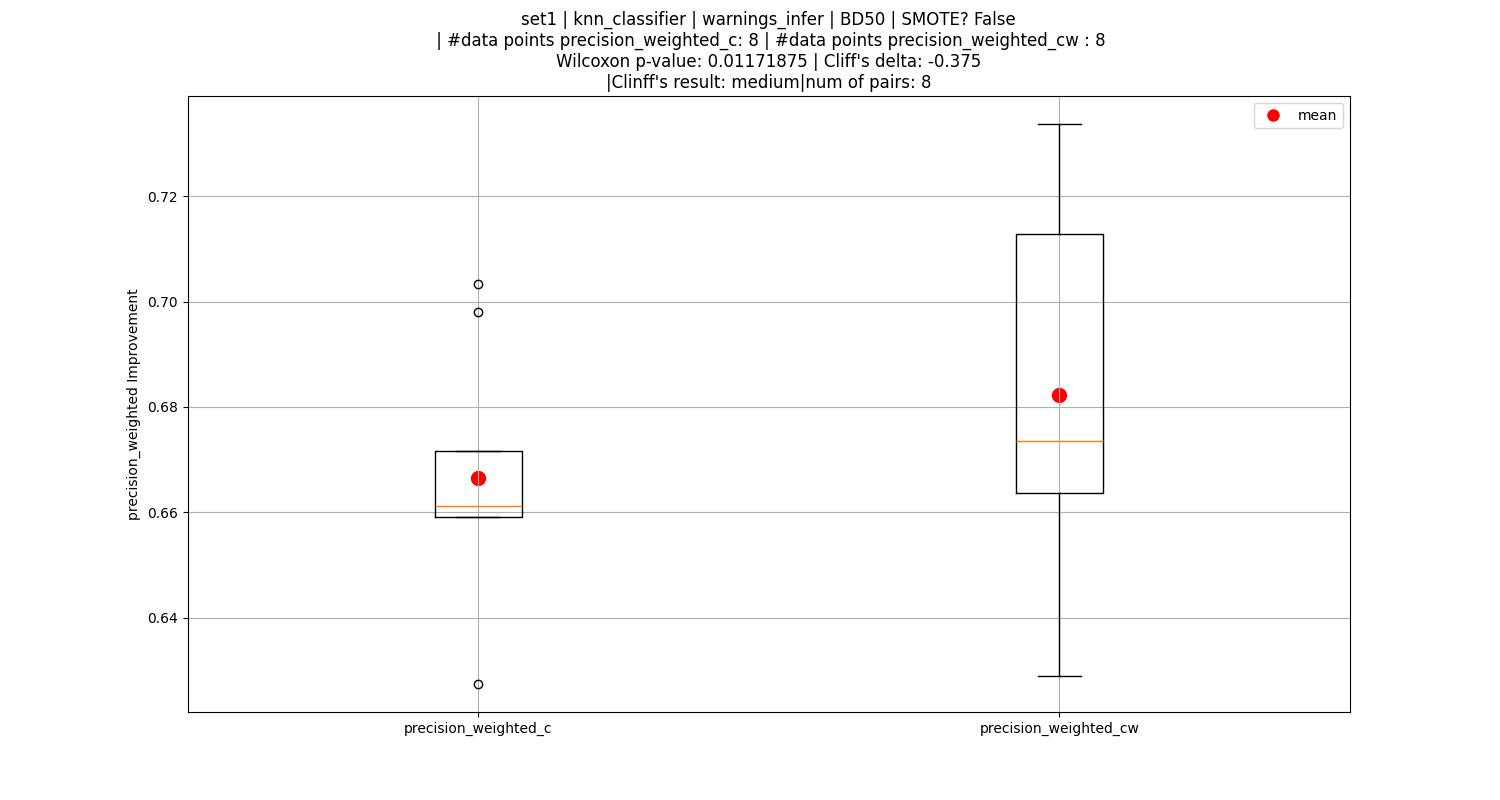 set1 | knn_classifier | warnings_infer | BD50 | SMOTE? False
| #data points precision_weighted_c: 8 | #data points precision_weighted_cw : 8
Wilcoxon p-value: 0.01171875 | Cliff's delta: -0.375
|Clinff's result: medium|num of pairs: 8
mean
precision_weighted Improvement
0.72
0.70
0.68
0.66
0.64
precision_weighted_c
precision_weighted_cw